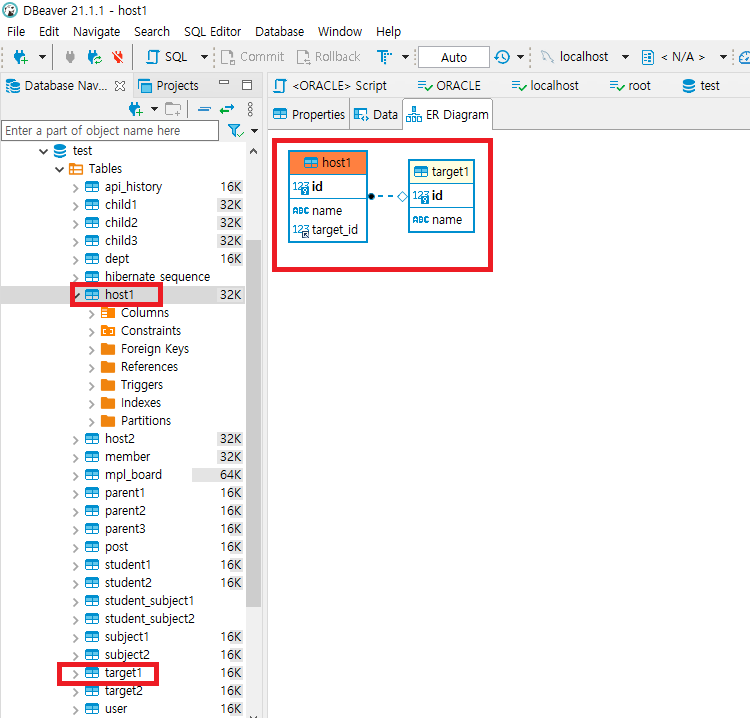 DBeaver 21.1.1 - host1
File Edit Navigate Search SQL Editor Database Window Help
SQL Commit Rollback T Auto localhost < N/A >
Database Nav... Projects
<ORACLE> Script ORACLE localhost root test
Enter a part of object name here
Properties Data ER Diagram
test
Tables
api_history 16K
child1 32K
child2 32K
child3 32K
dept 16K
hibernate_sequence
host1 32K
Columns
Constraints
Foreign Keys
References
Triggers
Indexes
Partitions
host2 32K
member 32K
mpl_board 64K
parent1 16K
parent2 16K
parent3 16K
post 16K
student1 16K
student2 16K
student_subject1
student_subject2
subject1 16K
subject2 16K
target1 16K
target2 16K
user 16K
host1
123 id
ABC name
123 target_id
target1
123 id
ABC name